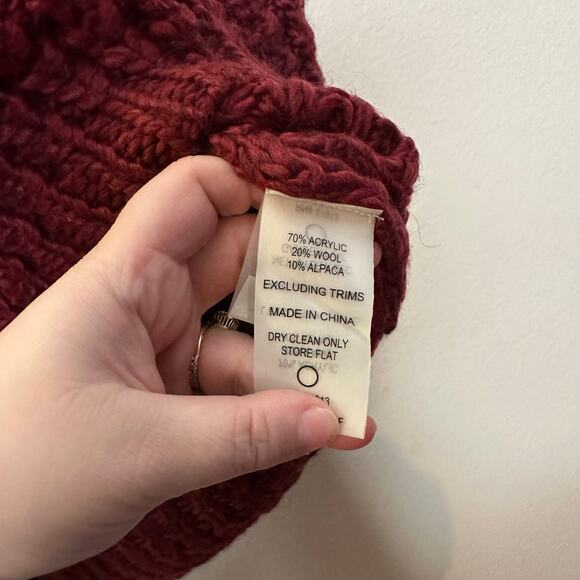 70% ACRYLIC
20% WOOL
10% ALPACA
EXCLUDING TRIMS
MADE IN CHINA
DRY CLEAN ONLY
STORE FLAT